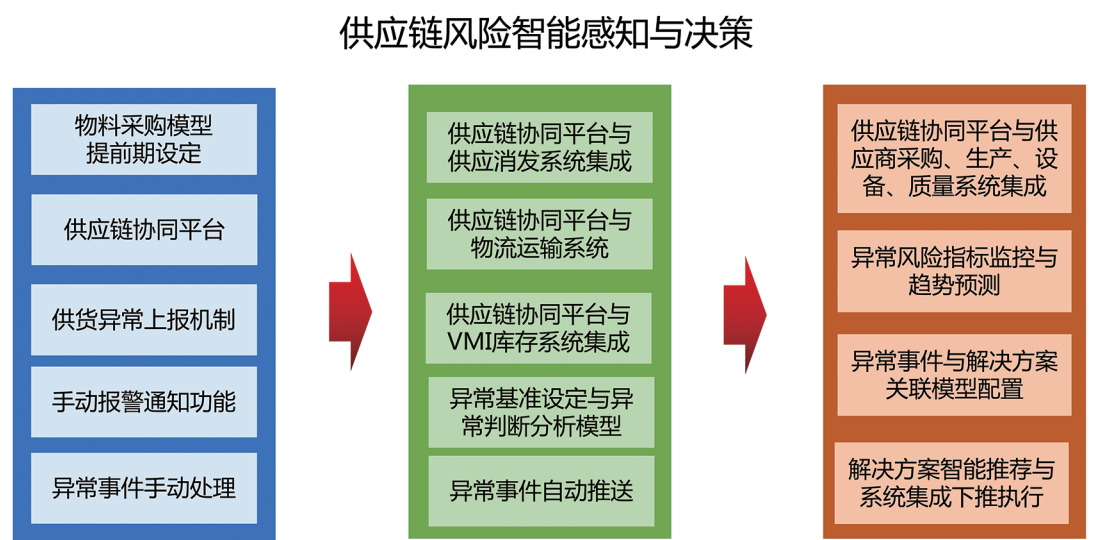 供应链风险智能感知与决策
物料采购模型
提前期设定
供应链协同平台
供货异常上报机制
手动报警通知功能
异常事件手动处理
供应链协同平台与
供应消发系统集成
供应链协同平台与
物流运输系统
供应链协同平台与
VMI库存系统集成
异常基准设定与异
常判断分析模型
异常事件自动推送
供应链协同平台与供
应商采购、生产、设
备、质量系统集成
异常风险指标监控与
趋势预测
异常事件与解决方案
关联模型配置
解决方案智能推荐与
系统集成下推执行